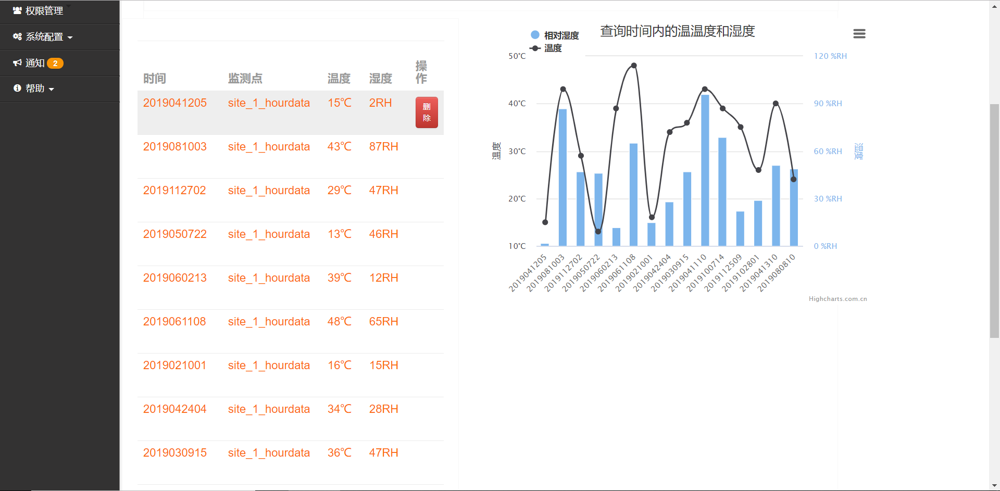 权限管理
系统配置
通知 2
帮助
时间 监测点 温度 湿度 操作
2019041205 site_1_hourdata 15℃ 2RH 删除
2019081003 site_1_hourdata 43℃ 87RH
2019112702 site_1_hourdata 29℃ 47RH
2019050722 site_1_hourdata 13℃ 46RH
2019060213 site_1_hourdata 39℃ 12RH
2019061108 site_1_hourdata 48℃ 65RH
2019021001 site_1_hourdata 16℃ 15RH
2019042404 site_1_hourdata 34℃ 28RH
2019030915 site_1_hourdata 36℃ 47RH
查询时间内的温温度和湿度
相对湿度
温度
50°C
40°C
30°C
20°C
10°C
温度
120 %RH
90 %RH
60 %RH
30 %RH
0 %RH
湿度
2019041205
2019081003
2019112702
2019050722
2019060213
2019061108
2019021001
2019042404
2019030915
2019041110
2019100714
2019112509
2019102801
2019041310
2019080810
Highcharts.com.cn